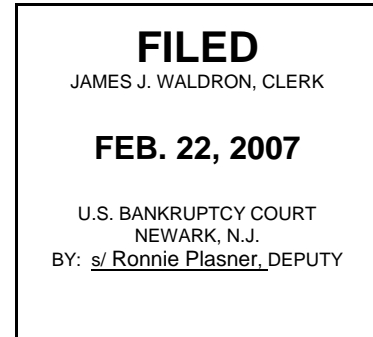 FILED
JAMES J. WALDRON, CLERK
FEB. 22, 2007
U.S. BANKRUPTCY COURT
NEWARK, N.J.
BY: s/ Ronnie Plasner, DEPUTY